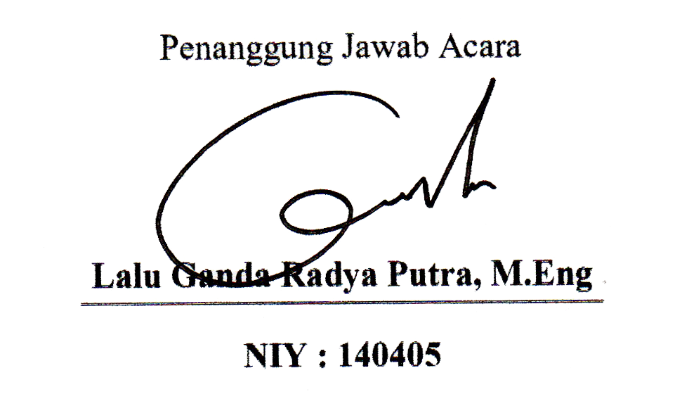 Penanggung Jawab Acara
Lalu Ganda Radya Putra, M.Eng
NIY : 140405